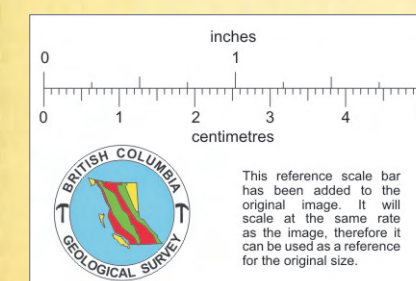 inches
0 1
0 1 2 3 4
centimetres
BRITISH COLUMBIA
GEOLOGICAL SURVEY
This reference scale bar
has been added to the
original image. It will
scale at the same rate
as the image, therefore it
can be used as a reference
for the original size.